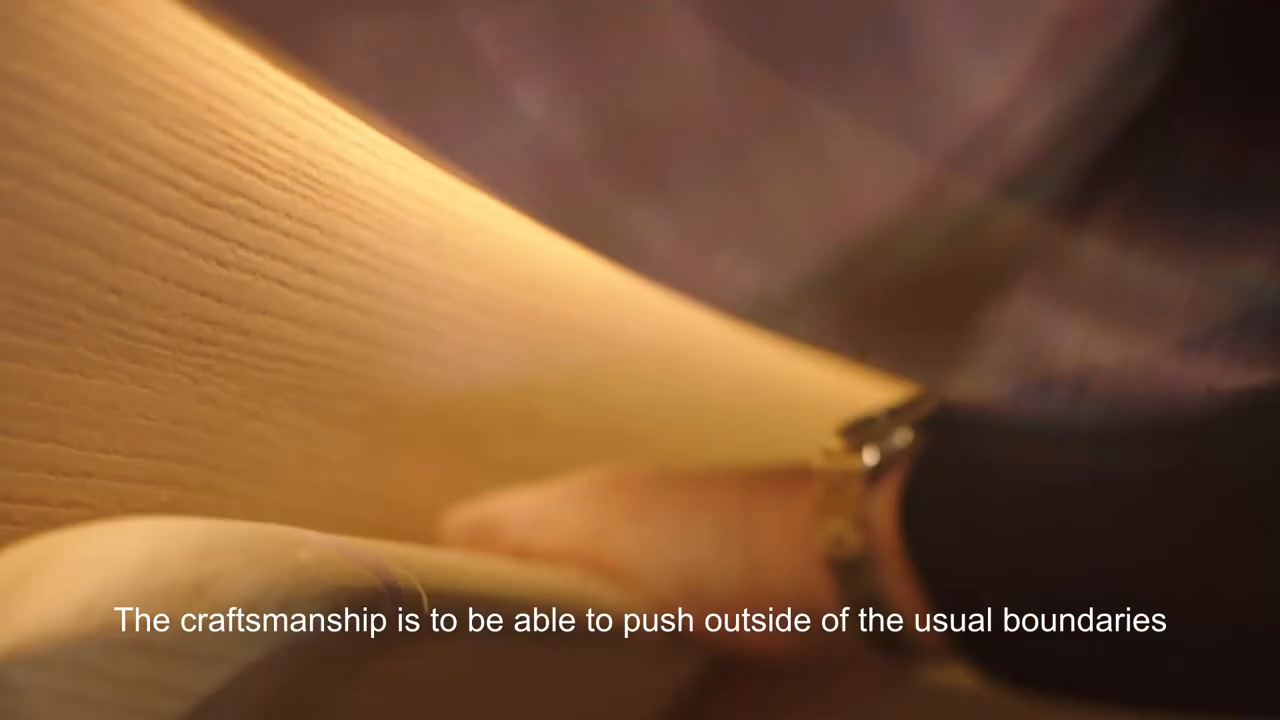 The craftsmanship is to be able to push outside of the usual boundaries